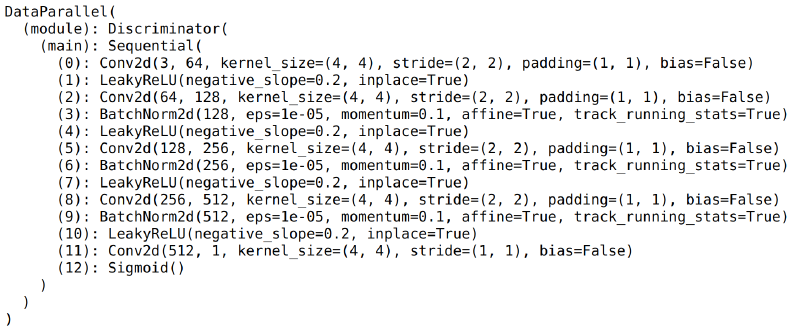 DataParallel(
  (module): Discriminator(
    (main): Sequential(
      (0): Conv2d(3, 64, kernel_size=(4, 4), stride=(2, 2), padding=(1, 1), bias=False)
      (1): LeakyReLU(negative_slope=0.2, inplace=True)
      (2): Conv2d(64, 128, kernel_size=(4, 4), stride=(2, 2), padding=(1, 1), bias=False)
      (3): BatchNorm2d(128, eps=1e-05, momentum=0.1, affine=True, track_running_stats=True)
      (4): LeakyReLU(negative_slope=0.2, inplace=True)
      (5): Conv2d(128, 256, kernel_size=(4, 4), stride=(2, 2), padding=(1, 1), bias=False)
      (6): BatchNorm2d(256, eps=1e-05, momentum=0.1, affine=True, track_running_stats=True)
      (7): LeakyReLU(negative_slope=0.2, inplace=True)
      (8): Conv2d(256, 512, kernel_size=(4, 4), stride=(2, 2), padding=(1, 1), bias=False)
      (9): BatchNorm2d(512, eps=1e-05, momentum=0.1, affine=True, track_running_stats=True)
      (10): LeakyReLU(negative_slope=0.2, inplace=True)
      (11): Conv2d(512, 1, kernel_size=(4, 4), stride=(1, 1), bias=False)
      (12): Sigmoid()
    )
  )
)